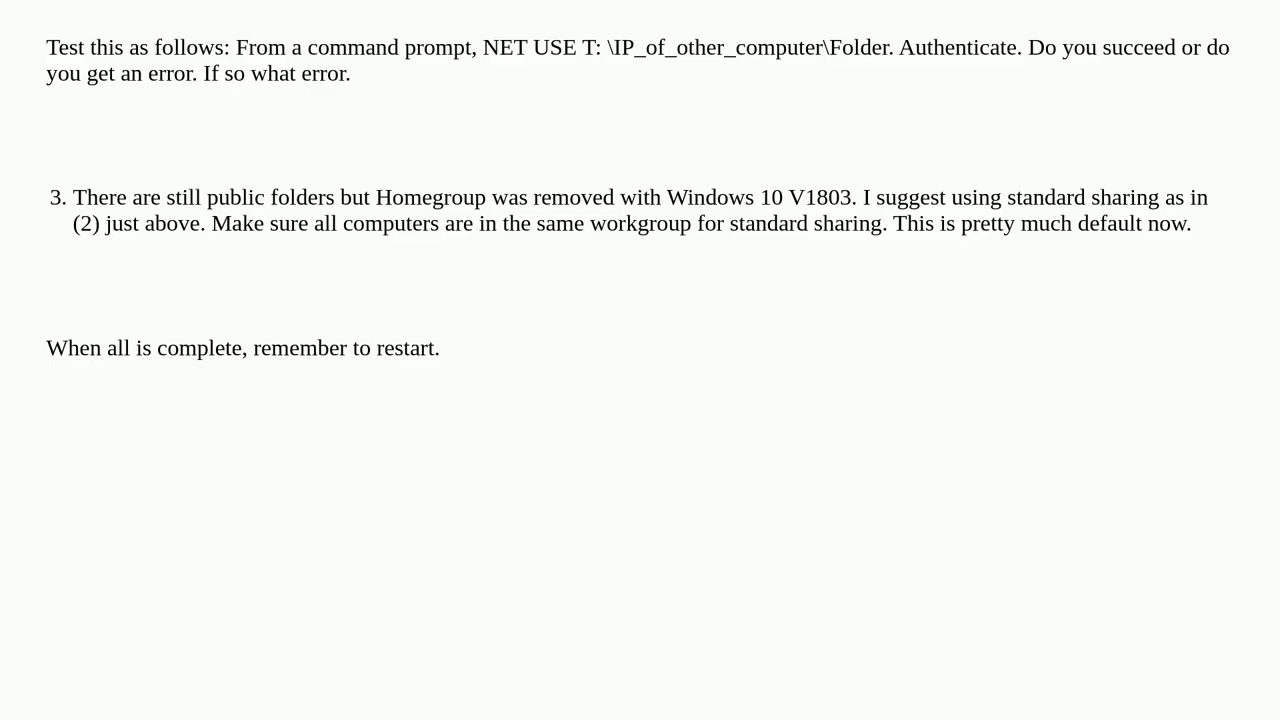 Test this as follows: From a command prompt, NET USE T: \IP_of_other_computer\Folder. Authenticate. Do you succeed or do
you get an error. If so what error.
3. There are still public folders but Homegroup was removed with Windows 10 V1803. I suggest using standard sharing as in
(2) just above. Make sure all computers are in the same workgroup for standard sharing. This is pretty much default now.
When all is complete, remember to restart.